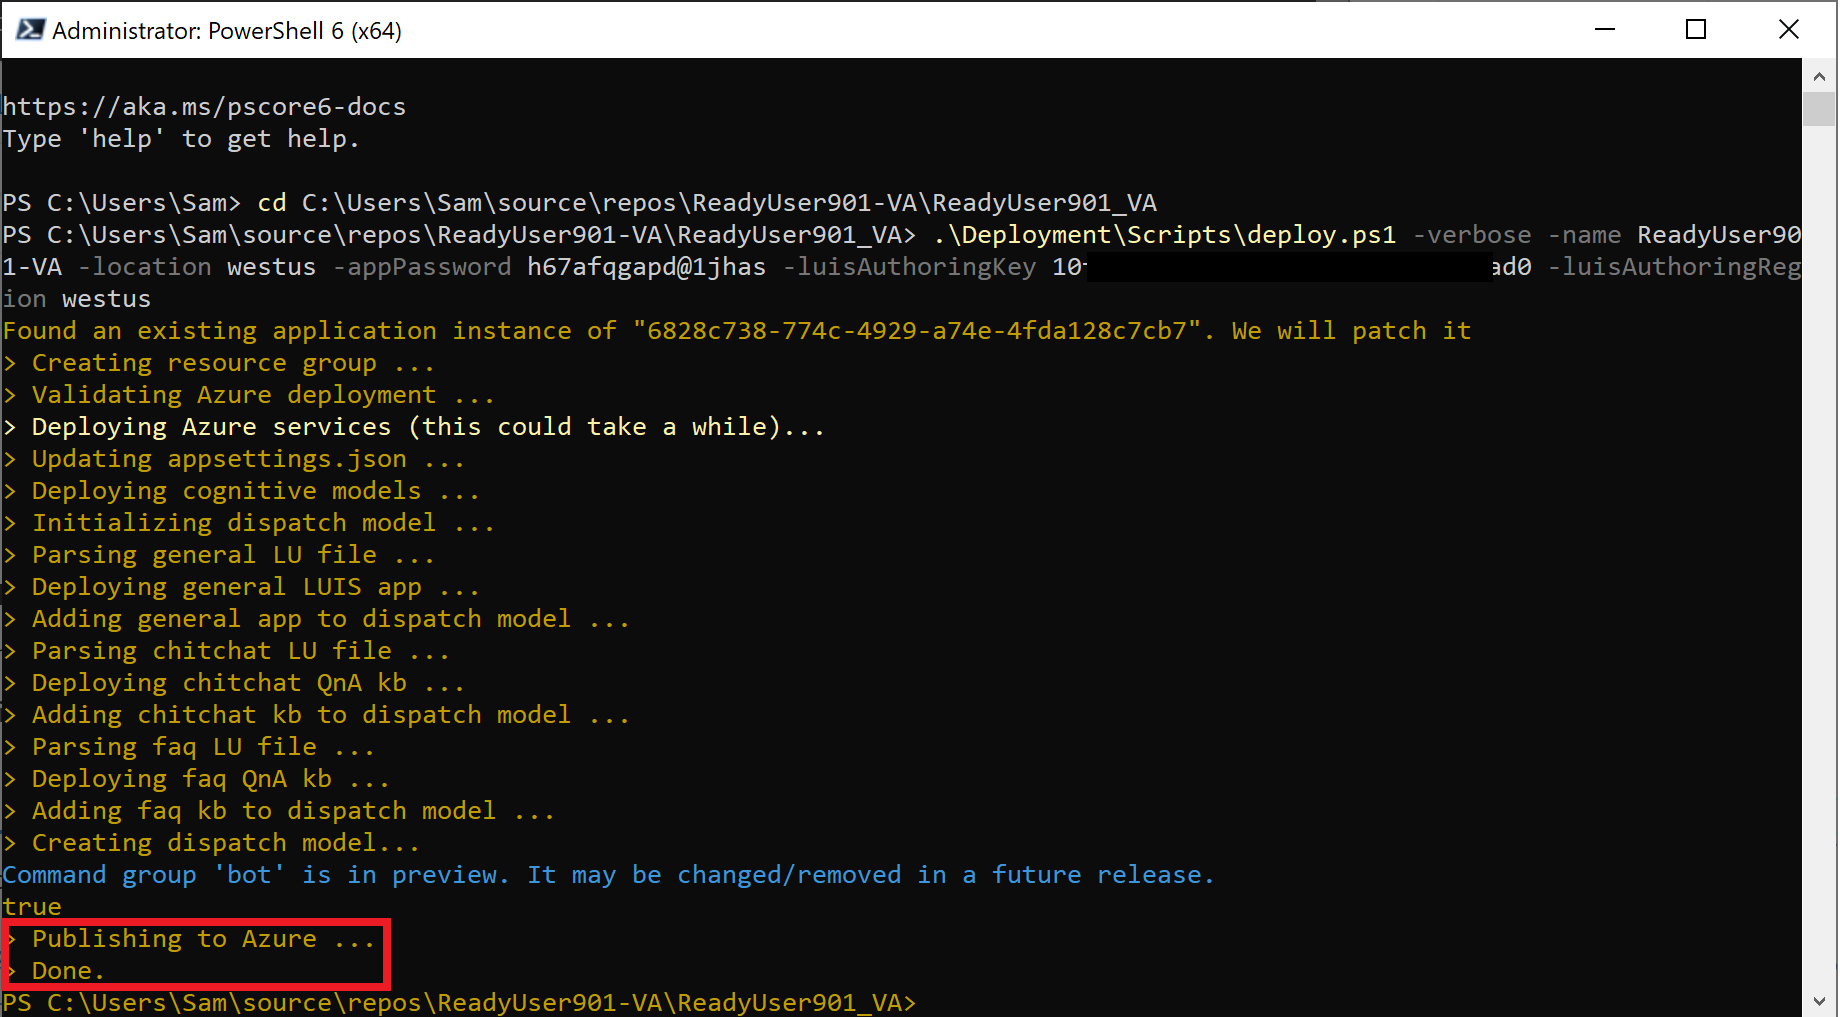 Administrator: PowerShell 6 (x64)
https://aka.ms/pscore6-docs
Type 'help' to get help.
PS C:\Users\Sam> cd C:\Users\Sam\source\repos\ReadyUser901-VA\ReadyUser901_VA
PS C:\Users\Sam\source\repos\ReadyUser901-VA\ReadyUser901_VA> .\Deployment\Scripts\deploy.ps1 -verbose -name ReadyUser90
1-VA -location westus -appPassword h67afqgapd@1jhas -luisAuthoringKey 10 ad0 -luisAuthoringReg
ion westus
Found an existing application instance of "6828c738-774c-4929-a74e-4fda128c7cb7". We will patch it
> Creating resource group ...
> Validating Azure deployment ...
> Deploying Azure services (this could take a while)...
> Updating appsettings.json ...
> Deploying cognitive models ...
> Initializing dispatch model ...
> Parsing general LU file ...
> Deploying general LUIS app ...
> Adding general app to dispatch model ...
> Parsing chitchat LU file ...
> Deploying chitchat QnA kb ...
> Adding chitchat kb to dispatch model ...
> Parsing faq LU file ...
> Deploying faq QnA kb ...
> Adding faq kb to dispatch model ...
> Creating dispatch model...
Command group 'bot' is in preview. It may be changed/removed in a future release.
true
> Publishing to Azure ...
> Done.
PS C:\Users\Sam\source\repos\ReadyUser901-VA\ReadyUser901_VA>